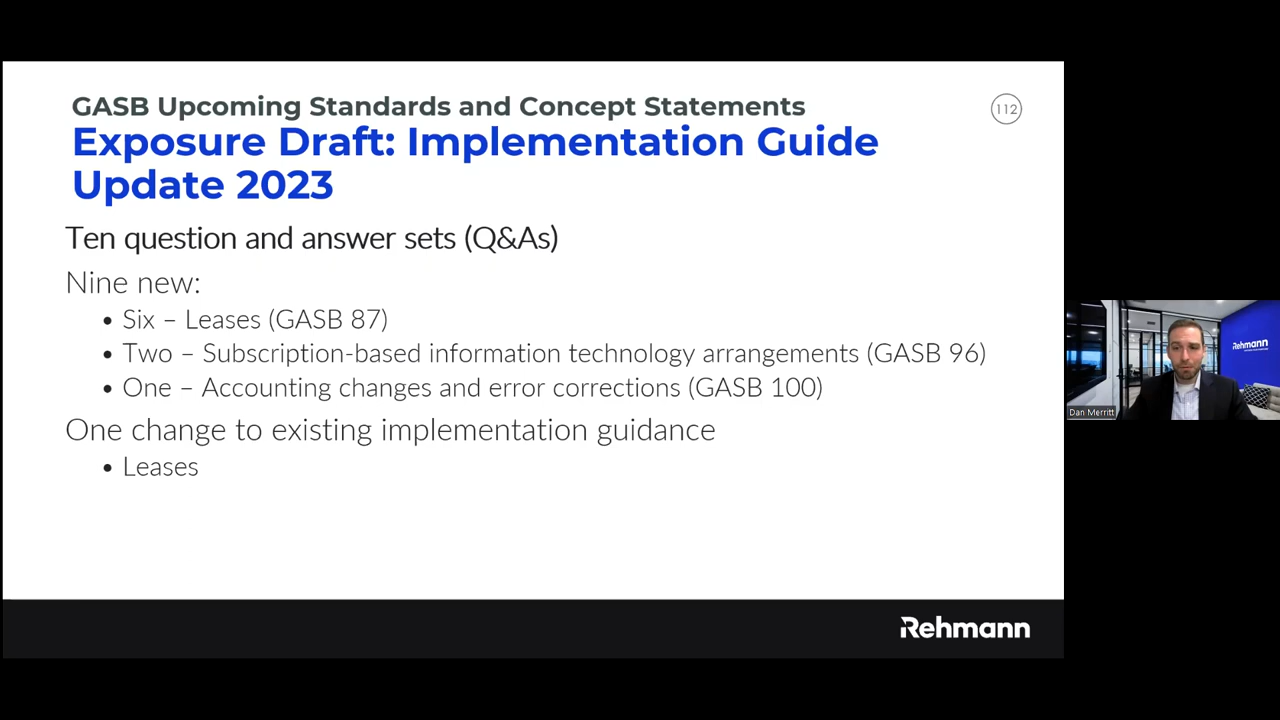 GASB Upcoming Standards and Concept Statements
112
Exposure Draft: Implementation Guide
Update 2023
Ten question and answer sets (Q&As)
Nine new:
• Six – Leases (GASB 87)
• Two – Subscription-based information technology arrangements (GASB 96)
• One – Accounting changes and error corrections (GASB 100)
One change to existing implementation guidance
• Leases
Rehmann
Rehmann
Dan Merritt